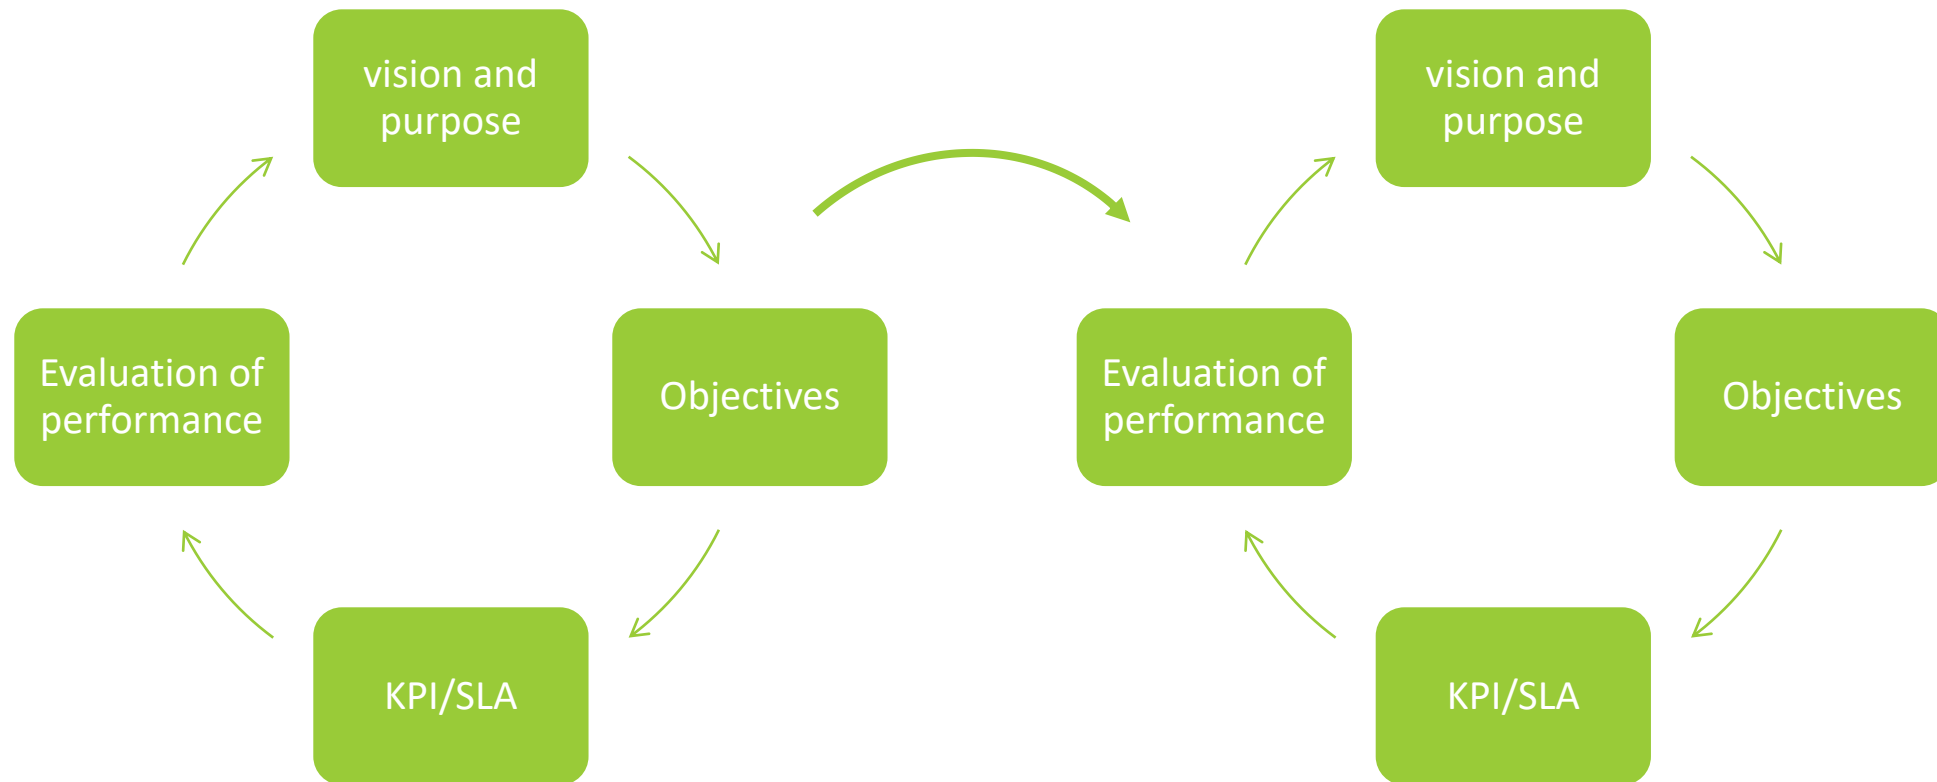 vision and
purpose
Objectives
KPI/SLA
Evaluation of
performance
vision and
purpose
Objectives
KPI/SLA
Evaluation of
performance